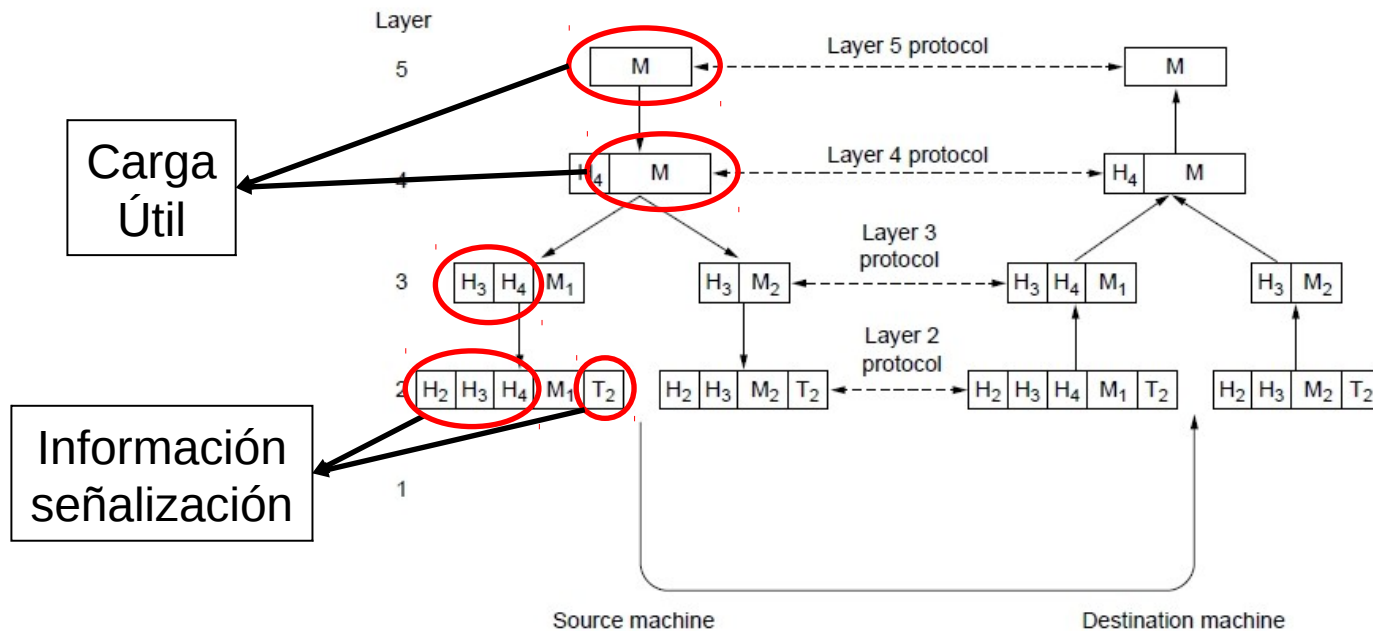 Layer
5
M
Layer 5 protocol
M
Carga
Útil
4
H4 M
Layer 4 protocol
H4 M
3
H3 H4 M1
H3 M2
Layer 3
protocol
H3 H4 M1
H3 M2
2
H2 H3 H4 M1 T2
H2 H3 M2 T2
Layer 2
protocol
H2 H3 H4 M1 T2
H2 H3 M2 T2
Información
señalización
1
Source machine
Destination machine